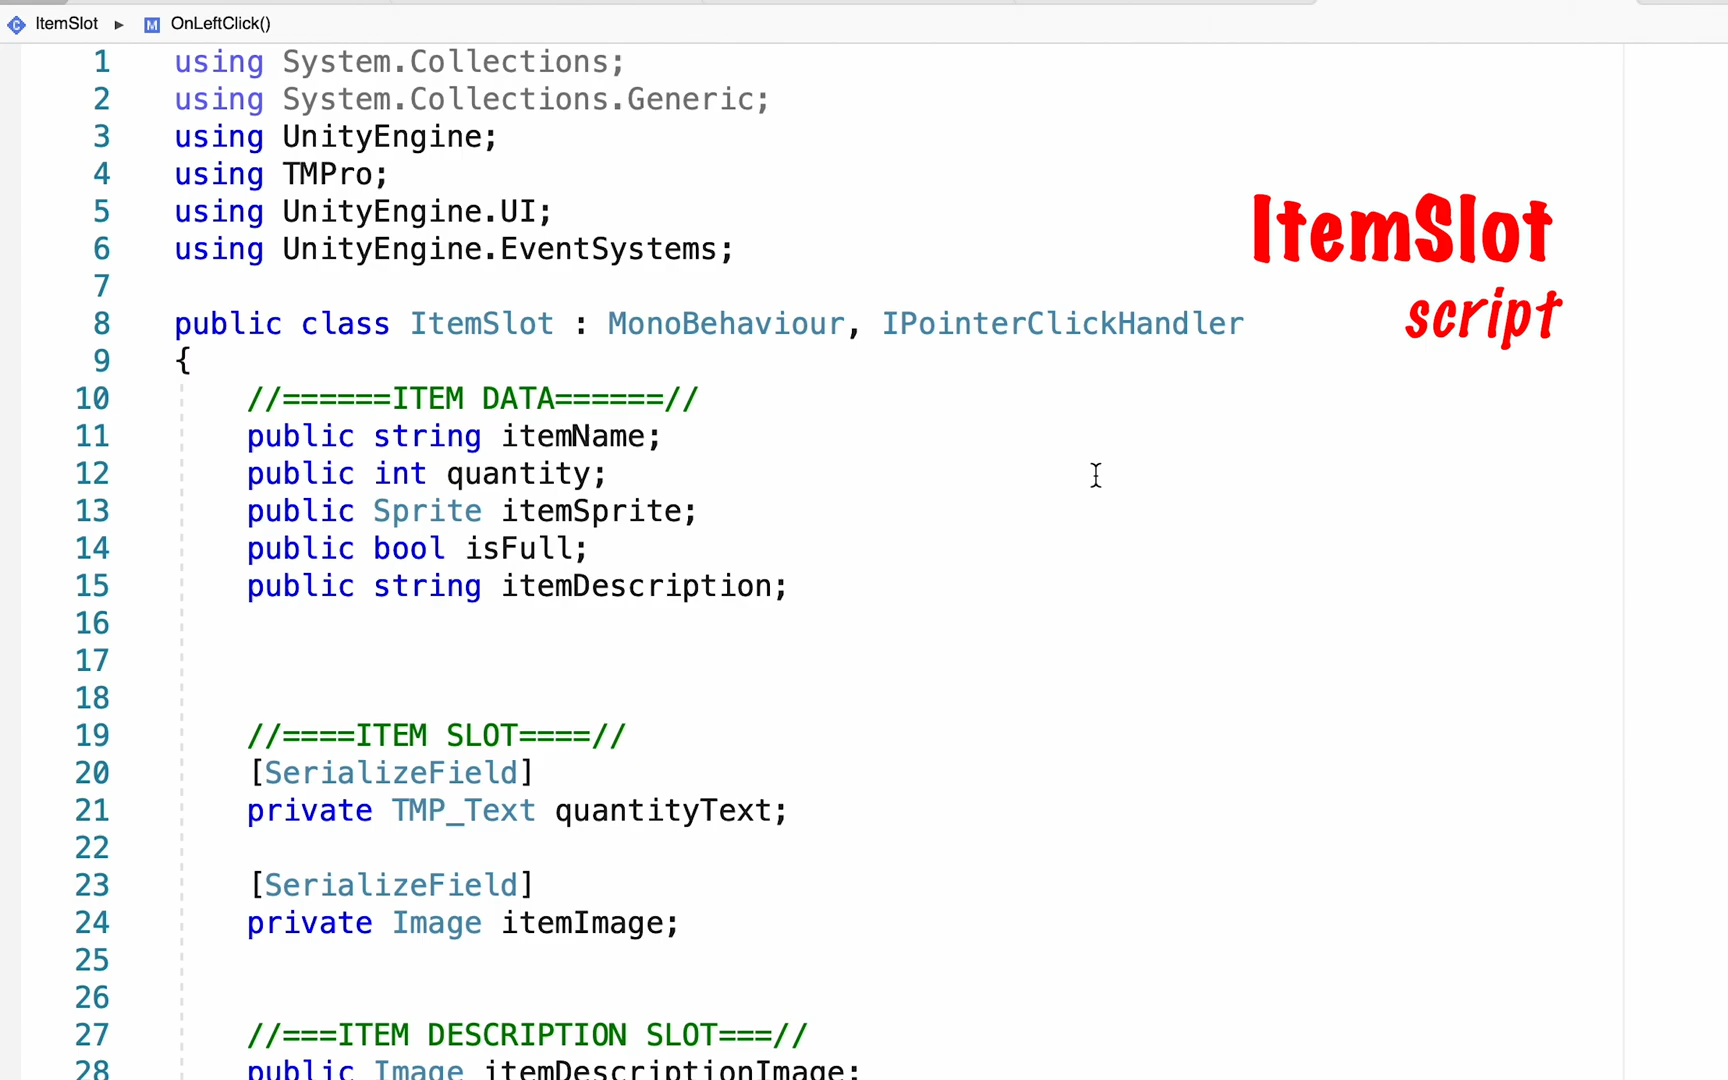 ItemSlot ▸ M OnLeftClick()
1 using System.Collections;
2 using System.Collections.Generic;
3 using UnityEngine;
4 using TMPro;
5 using UnityEngine.UI;
6 using UnityEngine.EventSystems;
7
8 public class ItemSlot : MonoBehaviour, IPointerClickHandler
9 {
10 //======ITEM DATA======//
11 public string itemName;
12 public int quantity;
13 public Sprite itemSprite;
14 public bool isFull;
15 public string itemDescription;
16
17
18
19 //====ITEM SLOT====//
20 [SerializeField]
21 private TMP_Text quantityText;
22
23 [SerializeField]
24 private Image itemImage;
25
26
27 //===ITEM DESCRIPTION SLOT===//
28 public Image itemDescriptionImage;
ItemSlot
script